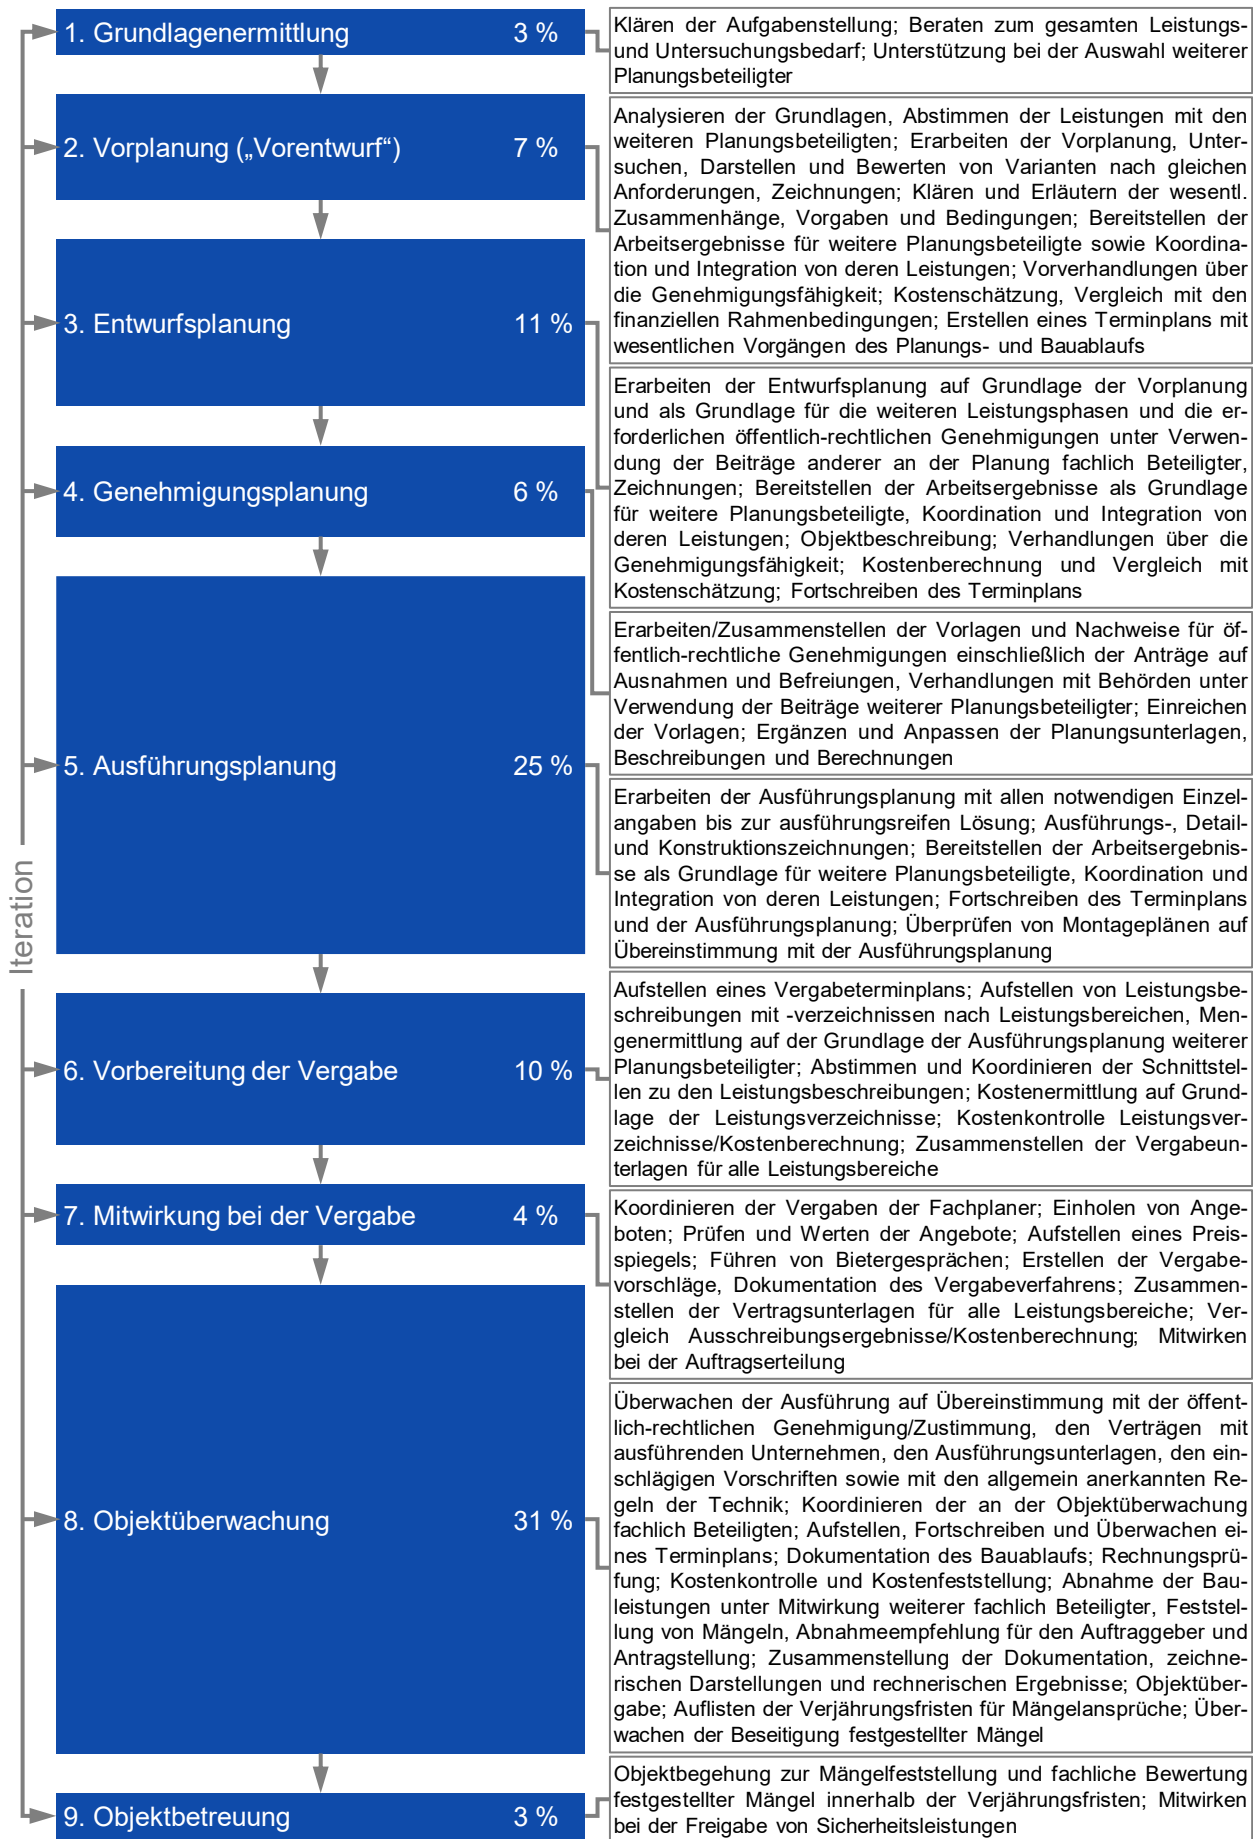 1. Grundlagenermittlung 3 %
Klären der Aufgabenstellung; Beraten zum gesamten Leistungs-
und Untersuchungsbedarf; Unterstützung bei der Auswahl weiterer
Planungsbeteiligter
2. Vorplanung („Vorentwurf“) 7 %
Analysieren der Grundlagen, Abstimmen der Leistungen mit den
weiteren Planungsbeteiligten; Erarbeiten der Vorplanung, Unter-
suchen, Darstellen und Bewerten von Varianten nach gleichen
Anforderungen, Zeichnungen; Klären und Erläutern der wesentl.
Zusammenhänge, Vorgaben und Bedingungen; Bereitstellen der
Arbeitsergebnisse für weitere Planungsbeteiligte sowie Koordina-
tion und Integration von deren Leistungen; Vorverhandlungen über
die Genehmigungsfähigkeit; Kostenschätzung, Vergleich mit den
finanziellen Rahmenbedingungen; Erstellen eines Terminplans mit
wesentlichen Vorgängen des Planungs- und Bauablaufs
3. Entwurfsplanung 11 %
Erarbeiten der Entwurfsplanung auf Grundlage der Vorplanung
und als Grundlage für die weiteren Leistungsphasen und die er-
forderlichen öffentlich-rechtlichen Genehmigungen unter Verwen-
dung der Beiträge anderer an der Planung fachlich Beteiligter,
Zeichnungen; Bereitstellen der Arbeitsergebnisse als Grundlage
für weitere Planungsbeteiligte, Koordination und Integration von
deren Leistungen; Objektbeschreibung; Verhandlungen über die
Genehmigungsfähigkeit; Kostenberechnung und Vergleich mit
Kostenschätzung; Fortschreiben des Terminplans
4. Genehmigungsplanung 6 %
Erarbeiten/Zusammenstellen der Vorlagen und Nachweise für öf-
fentlich-rechtliche Genehmigungen einschließlich der Anträge auf
Ausnahmen und Befreiungen, Verhandlungen mit Behörden unter
Verwendung der Beiträge weiterer Planungsbeteiligter; Einreichen
der Vorlagen; Ergänzen und Anpassen der Planungsunterlagen,
Beschreibungen und Berechnungen
5. Ausführungsplanung 25 %
Erarbeiten der Ausführungsplanung mit allen notwendigen Einzel-
angaben bis zur ausführungsreifen Lösung; Ausführungs-, Detail-
und Konstruktionszeichnungen; Bereitstellen der Arbeitsergebnis-
se als Grundlage für weitere Planungsbeteiligte, Koordination und
Integration von deren Leistungen; Fortschreiben des Terminplans
und der Ausführungsplanung; Überprüfen von Montageplänen auf
Übereinstimmung mit der Ausführungsplanung
Iteration
6. Vorbereitung der Vergabe 10 %
Aufstellen eines Vergabeterminplans; Aufstellen von Leistungsbe-
schreibungen mit -verzeichnissen nach Leistungsbereichen, Men-
genermittlung auf der Grundlage der Ausführungsplanung weiterer
Planungsbeteiligter; Abstimmen und Koordinieren der Schnittstel-
len zu den Leistungsbeschreibungen; Kostenermittlung auf Grund-
lage der Leistungsverzeichnisse; Kostenkontrolle Leistungsver-
zeichnisse/Kostenberechnung; Zusammenstellen der Vergabeun-
terlagen für alle Leistungsbereiche
7. Mitwirkung bei der Vergabe 4 %
Koordinieren der Vergaben der Fachplaner; Einholen von Ange-
boten; Prüfen und Werten der Angebote; Aufstellen eines Preis-
spiegels; Führen von Bietergesprächen; Erstellen der Vergabe-
vorschläge, Dokumentation des Vergabeverfahrens; Zusammen-
stellen der Vertragsunterlagen für alle Leistungsbereiche; Ver-
gleich Ausschreibungsergebnisse/Kostenberechnung; Mitwirken
bei der Auftragserteilung
8. Objektüberwachung 31 %
Überwachen der Ausführung auf Übereinstimmung mit der öffent-
lich-rechtlichen Genehmigung/Zustimmung, den Verträgen mit
ausführenden Unternehmen, den Ausführungsunterlagen, den ein-
schlägigen Vorschriften sowie mit den allgemein anerkannten Re-
geln der Technik; Koordinieren der an der Objektüberwachung
fachlich Beteiligten; Aufstellen, Fortschreiben und Überwachen ei-
nes Terminplans; Dokumentation des Bauablaufs; Rechnungsprü-
fung; Kostenkontrolle und Kostenfeststellung; Abnahme der Bau-
leistungen unter Mitwirkung weiterer fachlich Beteiligter, Feststel-
lung von Mängeln, Abnahmeempfehlung für den Auftraggeber und
Antragstellung; Zusammenstellung der Dokumentation, zeichne-
rischen Darstellungen und rechnerischen Ergebnisse; Objektüber-
gabe; Auflisten der Verjährungsfristen für Mängelansprüche; Über-
wachen der Beseitigung festgestellter Mängel
9. Objektbetreuung 3 %
Objektbegehung zur Mängelfeststellung und fachliche Bewertung
festgestellter Mängel innerhalb der Verjährungsfristen; Mitwirken
bei der Freigabe von Sicherheitsleistungen